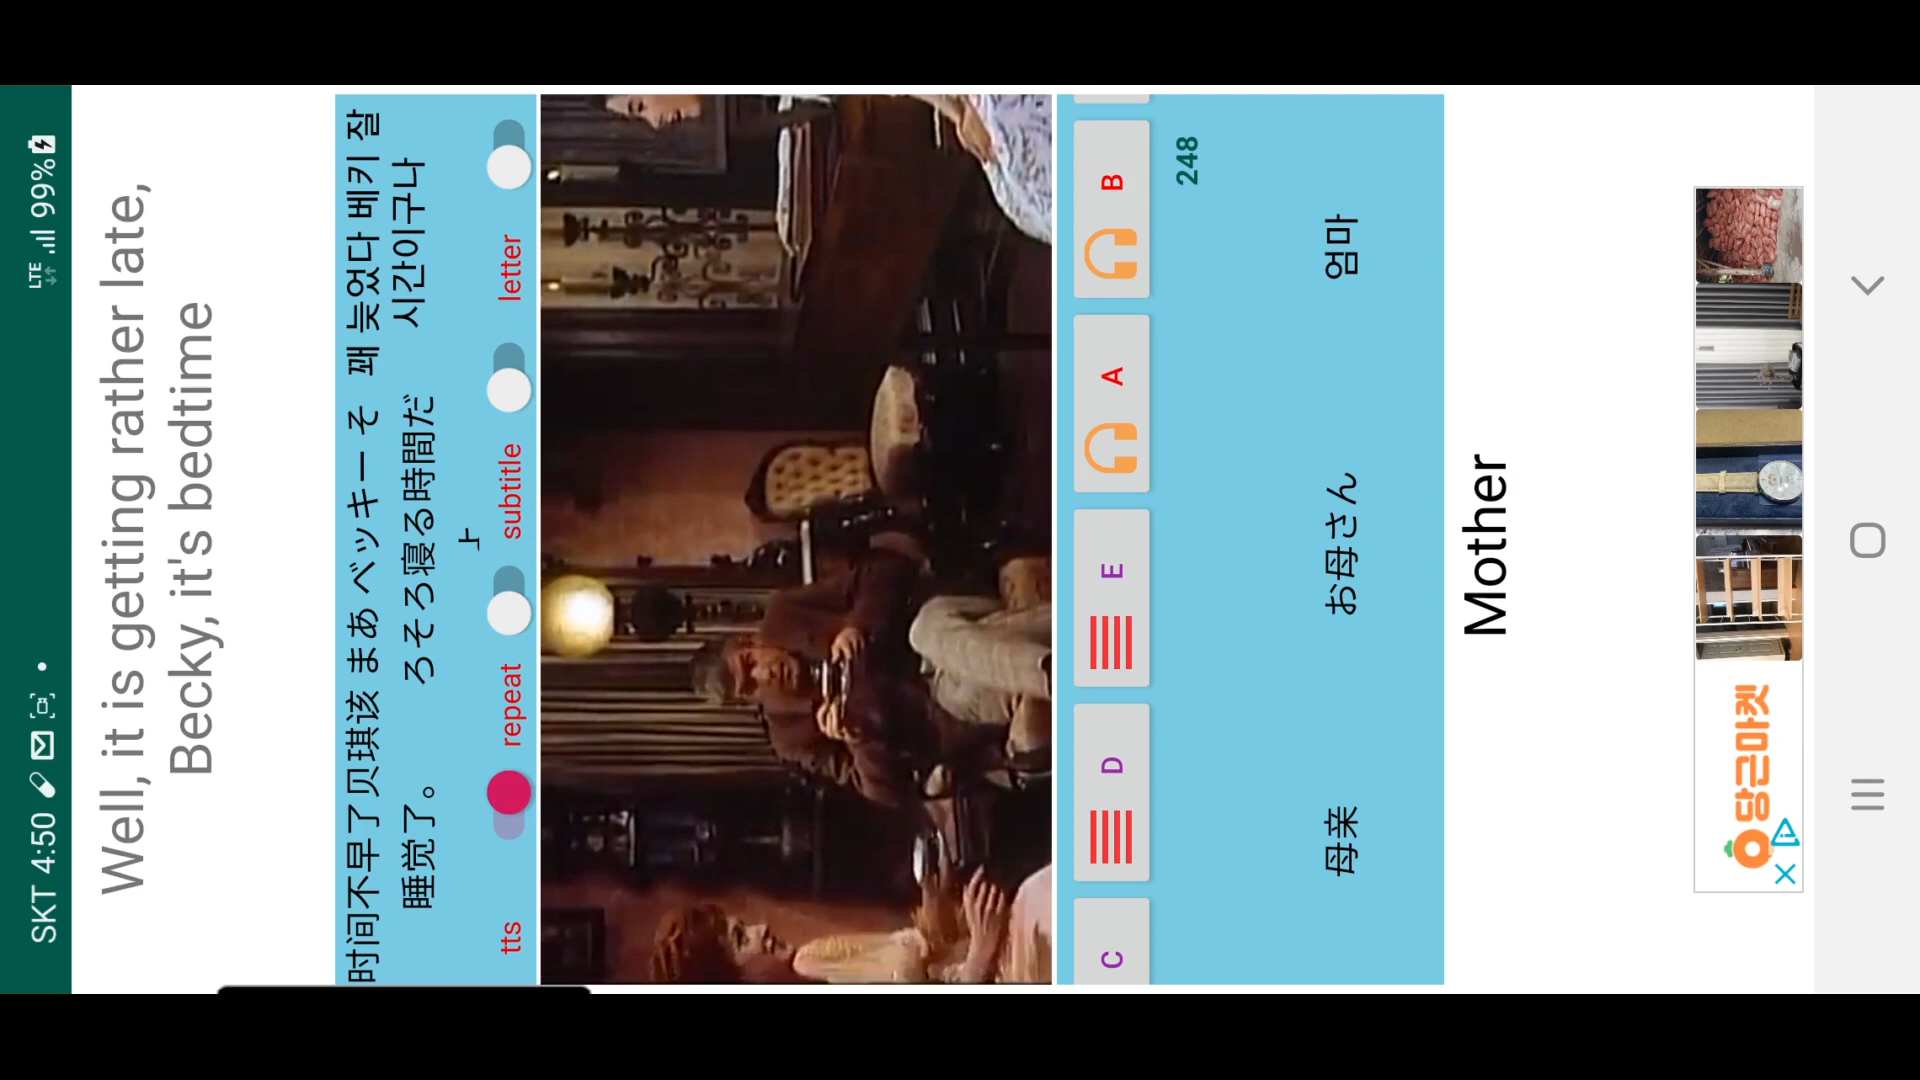 SKT 4:50
LTE
99%
Well, it is getting rather late,
Becky, it's bedtime
时间不早了贝琪该
睡觉了。
まあ ベッキー そ
ろそろ寝る時間だ
よ
꽤 늦었다 베키 잘
시간이구나
tts
repeat
subtitle
letter
C
D
E
A
B
248
母亲
お母さん
엄마
Mother
당근마켓